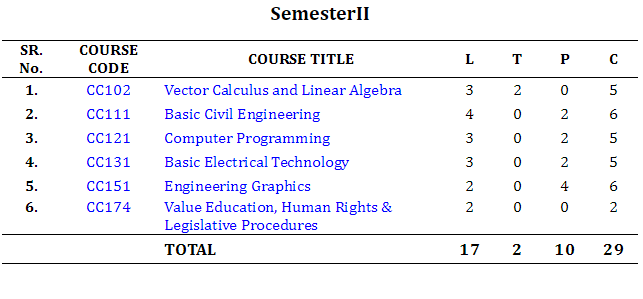 SemesterII
SR. No. COURSE CODE COURSE TITLE L T P C
1. CC102 Vector Calculus and Linear Algebra 3 2 0 5
2. CC111 Basic Civil Engineering 4 0 2 6
3. CC121 Computer Programming 3 0 2 5
4. CC131 Basic Electrical Technology 3 0 2 5
5. CC151 Engineering Graphics 2 0 4 6
6. CC174 Value Education, Human Rights & 2 0 0 2
Legislative Procedures
TOTAL 17 2 10 29